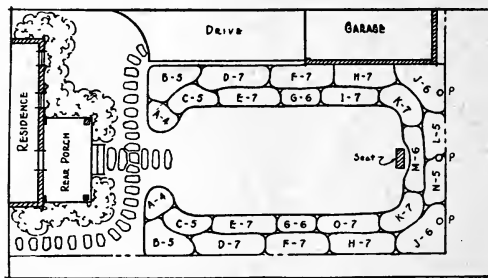 DRIVE
GARAGE
RESIDENCE
REAR PORCH
B-5 D-7 F-7 H-7 J-6
A-4 C-5 E-7 G-6 I-7 K-7
P
L-5
Seat
M-6
P
N-5
A-4 C-5 E-7 G-6 O-7 K-7
P
B-5 D-7 F-7 H-7 J-6